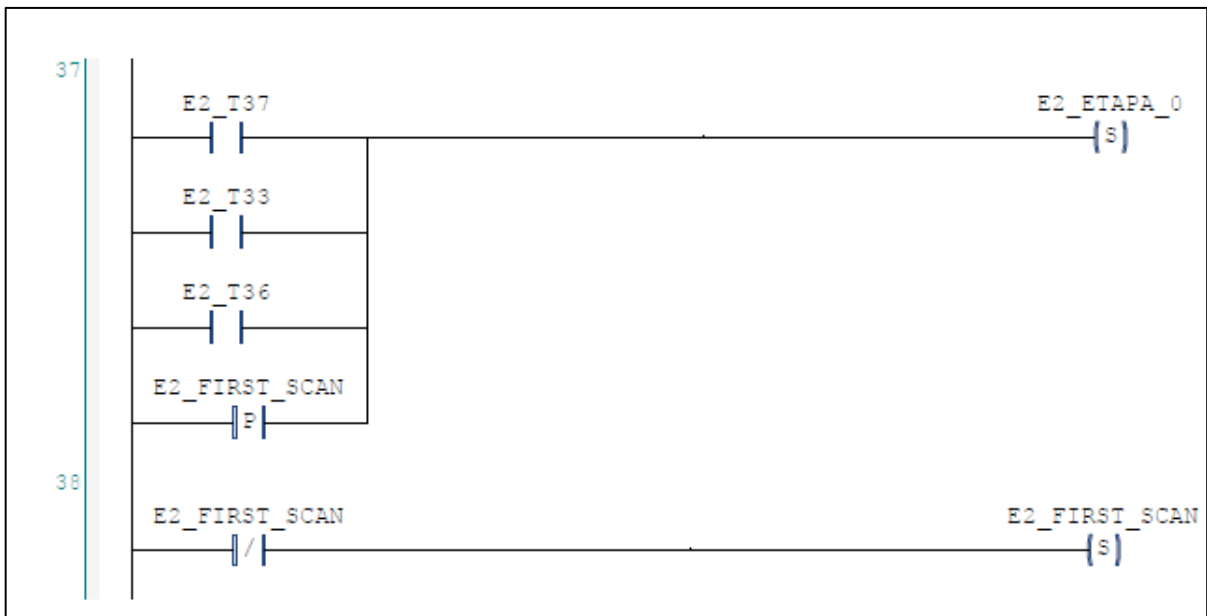 37
E2_T37 E2_ETAPA_0
S
E2_T33
E2_T36
E2_FIRST_SCAN
P
38
E2_FIRST_SCAN E2_FIRST_SCAN
/ S